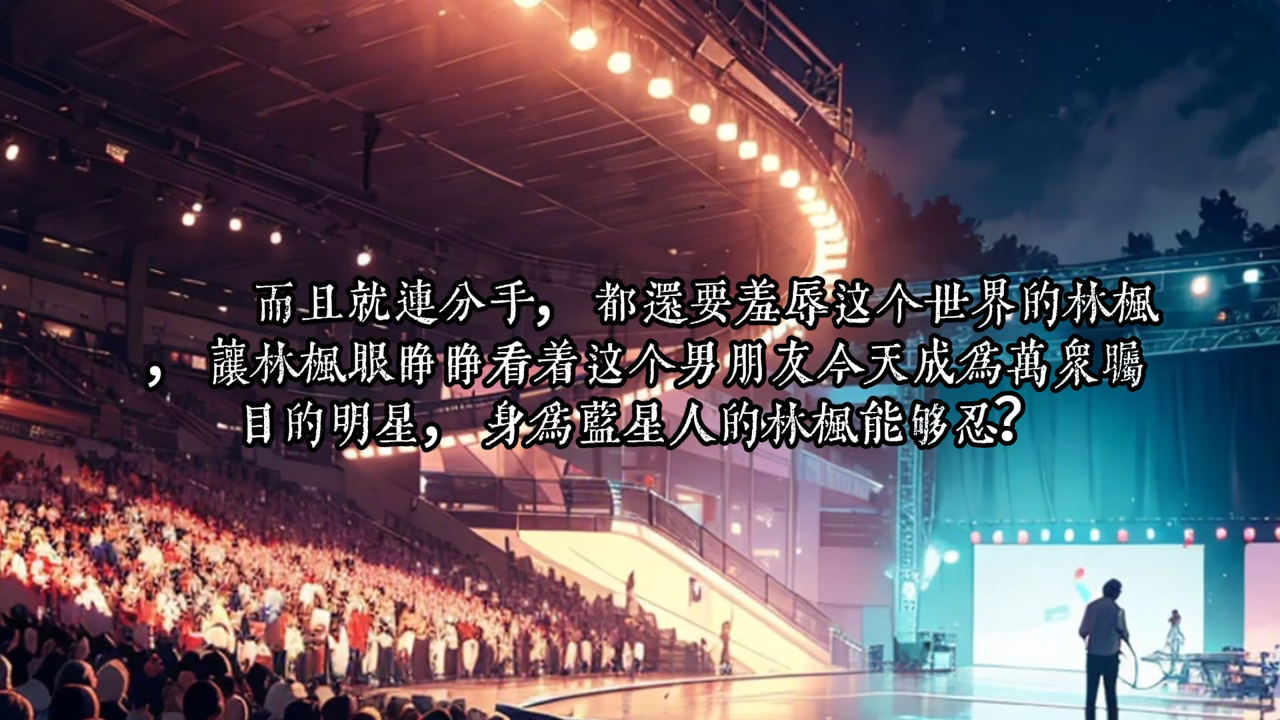 而且就連分手，都還要羞辱这个世界的林楓
，讓林楓眼睁睁看着这个男朋友今天成爲萬衆矚
目的明星，身爲藍星人的林楓能够忍？